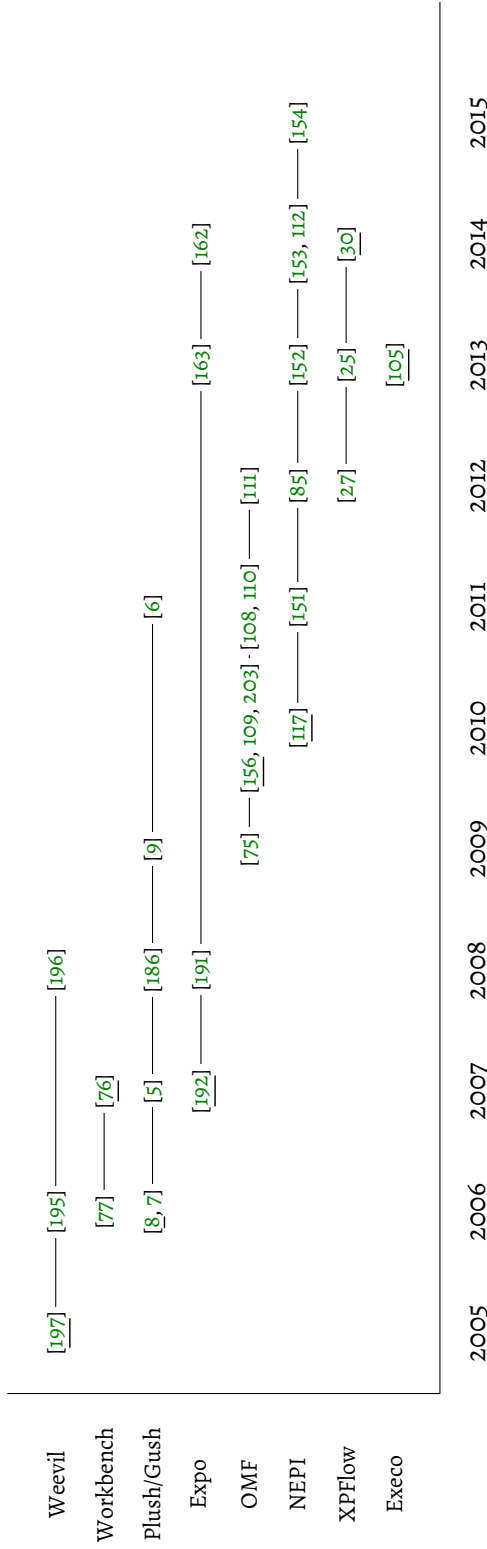 Weevil [197] [195] [196]
Workbench [77] [76]
Plush/Gush [8, 7] [5] [186] [9] [6]
Expo [192] [191] [163] [162]
OMF [75] [156, 109, 203] · [108, 110] [111]
NEPI [117] [151] [85] [152] [153, 112] [154]
XPFlow [27] [25] [30]
Execo [105]
2005 2006 2007 2008 2009 2010 2011 2012 2013 2014 2015